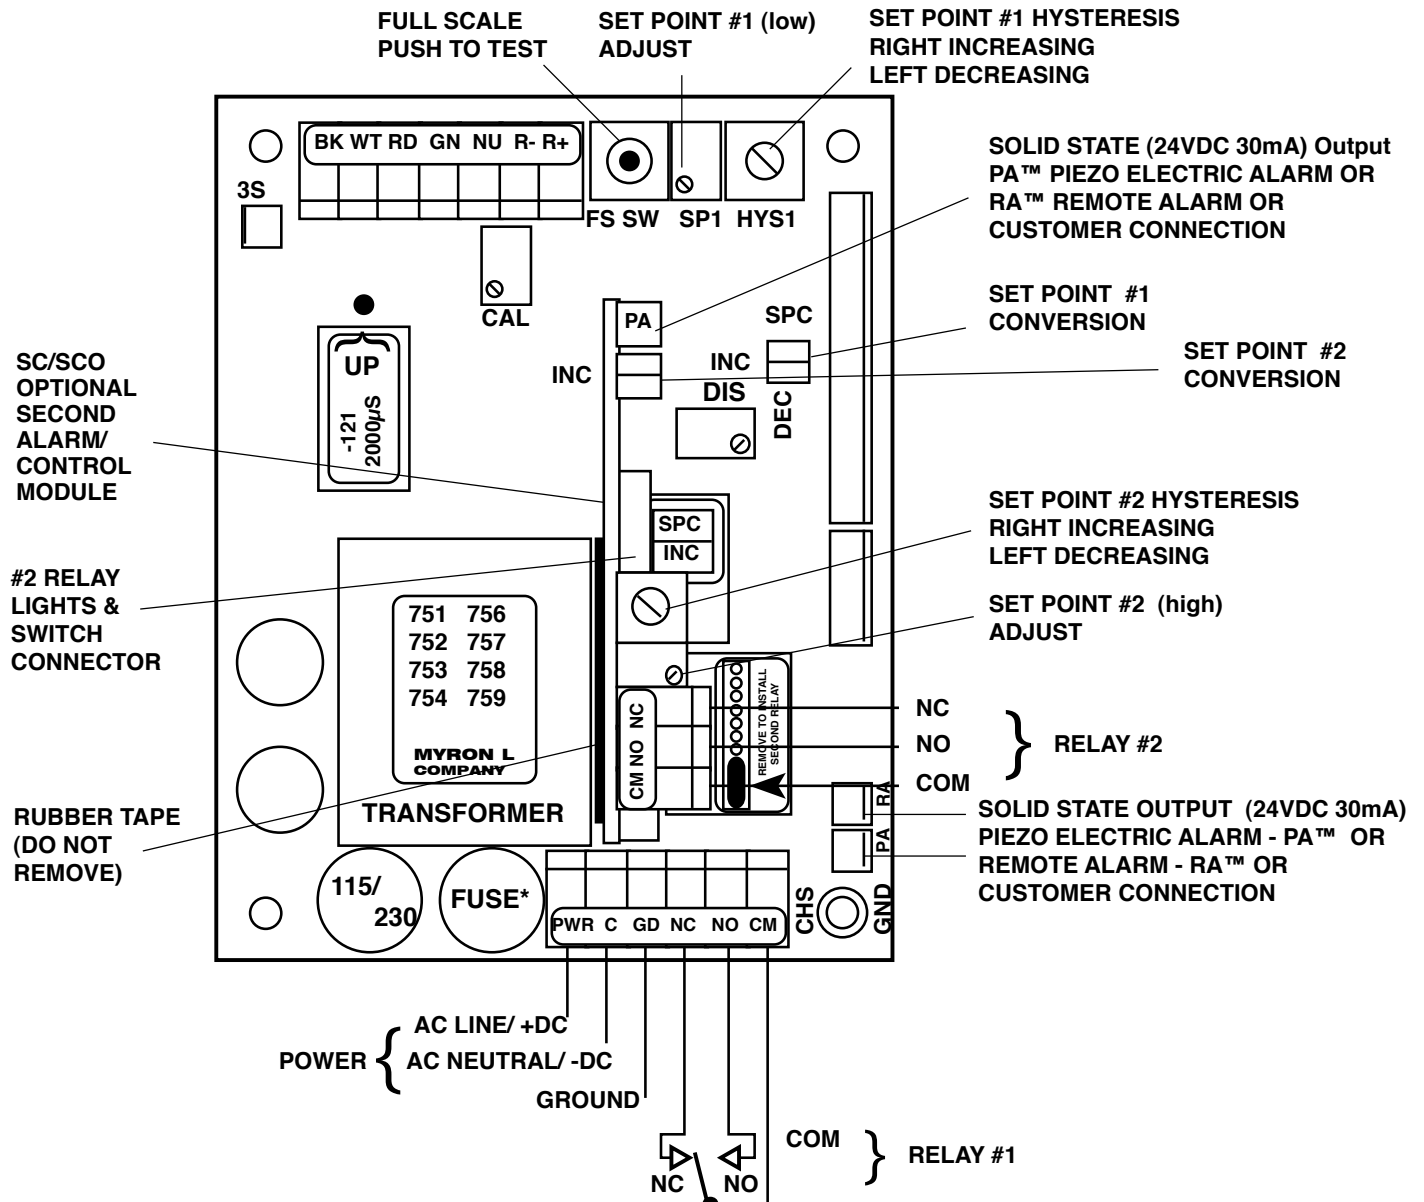 FULL SCALE
PUSH TO TEST
SET POINT #1 (low)
ADJUST
SET POINT #1 HYSTERESIS
RIGHT INCREASING
LEFT DECREASING
BK WT RD GN NU R- R+
3S
FS SW
SP1
HYS1
SOLID STATE (24VDC 30mA) Output
PA™ PIEZO ELECTRIC ALARM OR
RA™ REMOTE ALARM OR
CUSTOMER CONNECTION
CAL
PA
SPC
SET POINT #1
CONVERSION
INC
INC
DIS
DEC
SET POINT #2
CONVERSION
UP
-121
2000µS
SC/SCO
OPTIONAL
SECOND
ALARM/
CONTROL
MODULE
SPC
INC
SET POINT #2 HYSTERESIS
RIGHT INCREASING
LEFT DECREASING
#2 RELAY
LIGHTS &
SWITCH
CONNECTOR
751 756
752 757
753 758
754 759
MYRON L
COMPANY
TRANSFORMER
SET POINT #2 (high)
ADJUST
REMOVE TO INSTALL
SECOND RELAY
CM NO NC
NC
NO
COM
RELAY #2
RUBBER TAPE
(DO NOT
REMOVE)
RA
PA
SOLID STATE OUTPUT (24VDC 30mA)
PIEZO ELECTRIC ALARM - PA™ OR
REMOTE ALARM - RA™ OR
CUSTOMER CONNECTION
115/
230
FUSE*
PWR C GD NC NO CM
CHS
GND
POWER
AC LINE/ +DC
AC NEUTRAL/ -DC
GROUND
COM
RELAY #1
NC
NO